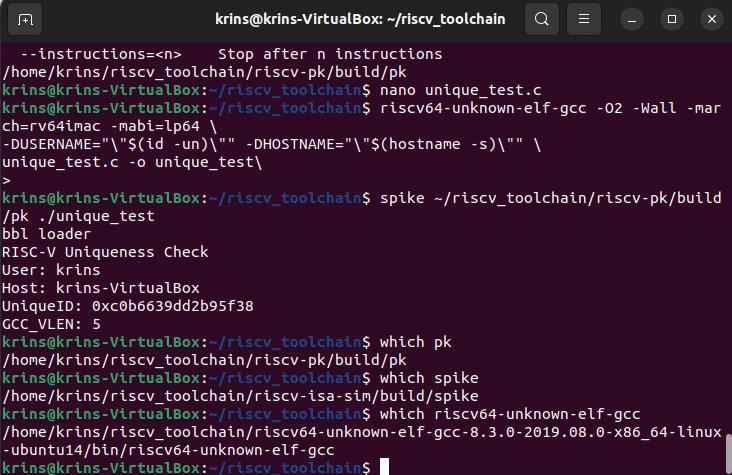 krins@krins-VirtualBox: ~/riscv_toolchain
  --instructions=<n>    Stop after n instructions
/home/krins/riscv_toolchain/riscv-pk/build/pk
krins@krins-VirtualBox:~/riscv_toolchain$ nano unique_test.c
krins@krins-VirtualBox:~/riscv_toolchain$ riscv64-unknown-elf-gcc -O2 -Wall -mar
ch=rv64imac -mabi=lp64 \
-DUSERNAME="\"$(id -un)\"" -DHOSTNAME="\"$(hostname -s)\"" \
unique_test.c -o unique_test\
>
krins@krins-VirtualBox:~/riscv_toolchain$ spike ~/riscv_toolchain/riscv-pk/build
/pk ./unique_test
bbl loader
RISC-V Uniqueness Check
User: krins
Host: krins-VirtualBox
UniqueID: 0xc0b6639dd2b95f38
GCC_VLEN: 5
krins@krins-VirtualBox:~/riscv_toolchain$ which pk
/home/krins/riscv_toolchain/riscv-pk/build/pk
krins@krins-VirtualBox:~/riscv_toolchain$ which spike
/home/krins/riscv_toolchain/riscv-isa-sim/build/spike
krins@krins-VirtualBox:~/riscv_toolchain$ which riscv64-unknown-elf-gcc
/home/krins/riscv_toolchain/riscv64-unknown-elf-gcc-8.3.0-2019.08.0-x86_64-linux
-ubuntu14/bin/riscv64-unknown-elf-gcc
krins@krins-VirtualBox:~/riscv_toolchain$